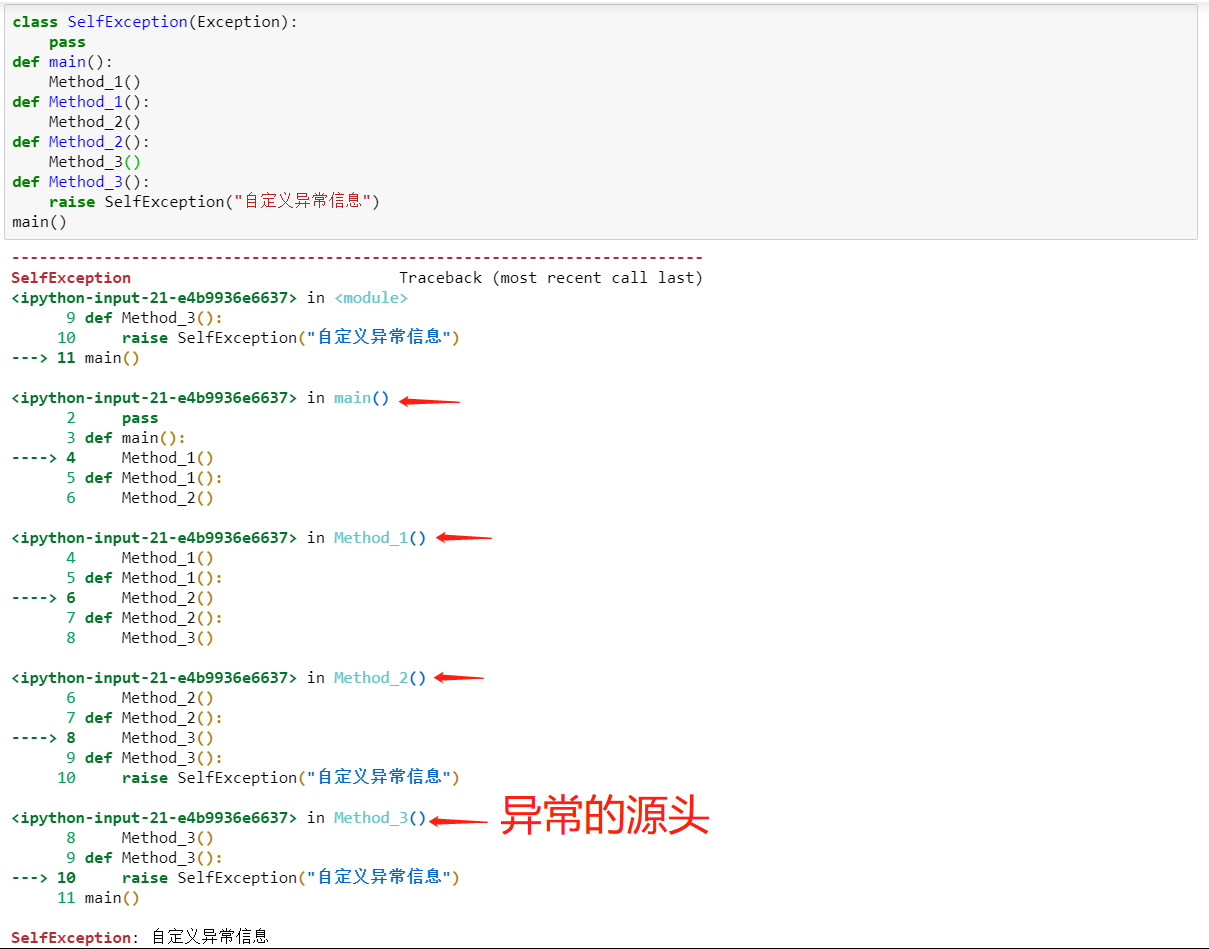 class SelfException(Exception):
    pass
def main():
    Method_1()
def Method_1():
    Method_2()
def Method_2():
    Method_3()
def Method_3():
    raise SelfException("自定义异常信息")
main()
---------------------------------------------------------------------------
SelfException                             Traceback (most recent call last)
<ipython-input-21-e4b9936e6637> in <module>
      9 def Method_3():
     10     raise SelfException("自定义异常信息")
---> 11 main()

<ipython-input-21-e4b9936e6637> in main()
      2     pass
      3 def main():
----> 4     Method_1()
      5 def Method_1():
      6     Method_2()

<ipython-input-21-e4b9936e6637> in Method_1()
      4     Method_1()
      5 def Method_1():
----> 6     Method_2()
      7 def Method_2():
      8     Method_3()

<ipython-input-21-e4b9936e6637> in Method_2()
      6     Method_2()
      7 def Method_2():
----> 8     Method_3()
      9 def Method_3():
     10     raise SelfException("自定义异常信息")

<ipython-input-21-e4b9936e6637> in Method_3() 异常的源头
      8     Method_3()
      9 def Method_3():
---> 10     raise SelfException("自定义异常信息")
     11 main()

SelfException: 自定义异常信息